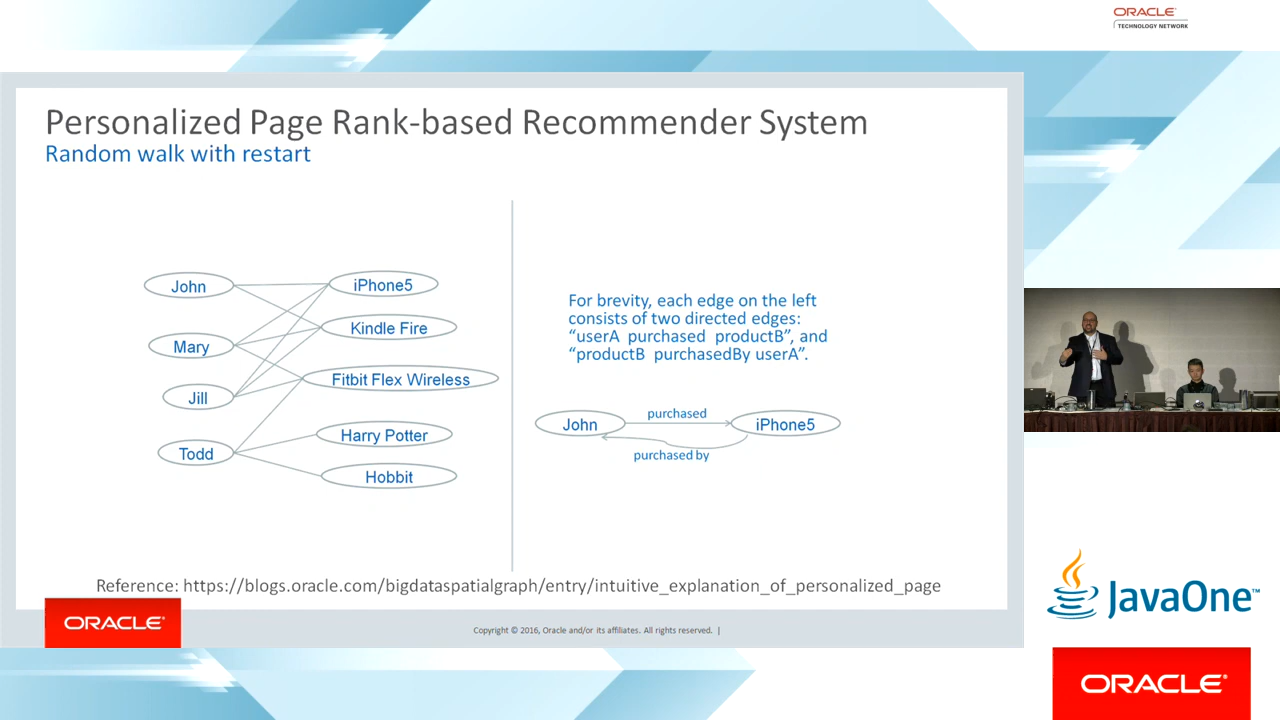 ORACLE
TECHNOLOGY NETWORK
Personalized Page Rank-based Recommender System
Random walk with restart
John
Mary
Jill
Todd
iPhone5
Kindle Fire
Fitbit Flex Wireless
Harry Potter
Hobbit
For brevity, each edge on the left
consists of two directed edges:
“userA purchased productB”, and
“productB purchasedBy userA”.
John
purchased
iPhone5
purchased by
Reference: https://blogs.oracle.com/bigdataspatialgraph/entry/intuitive_explanation_of_personalized_page
ORACLE®
Copyright © 2016, Oracle and/or its affiliates. All rights reserved. |
JavaOne™
ORACLE®